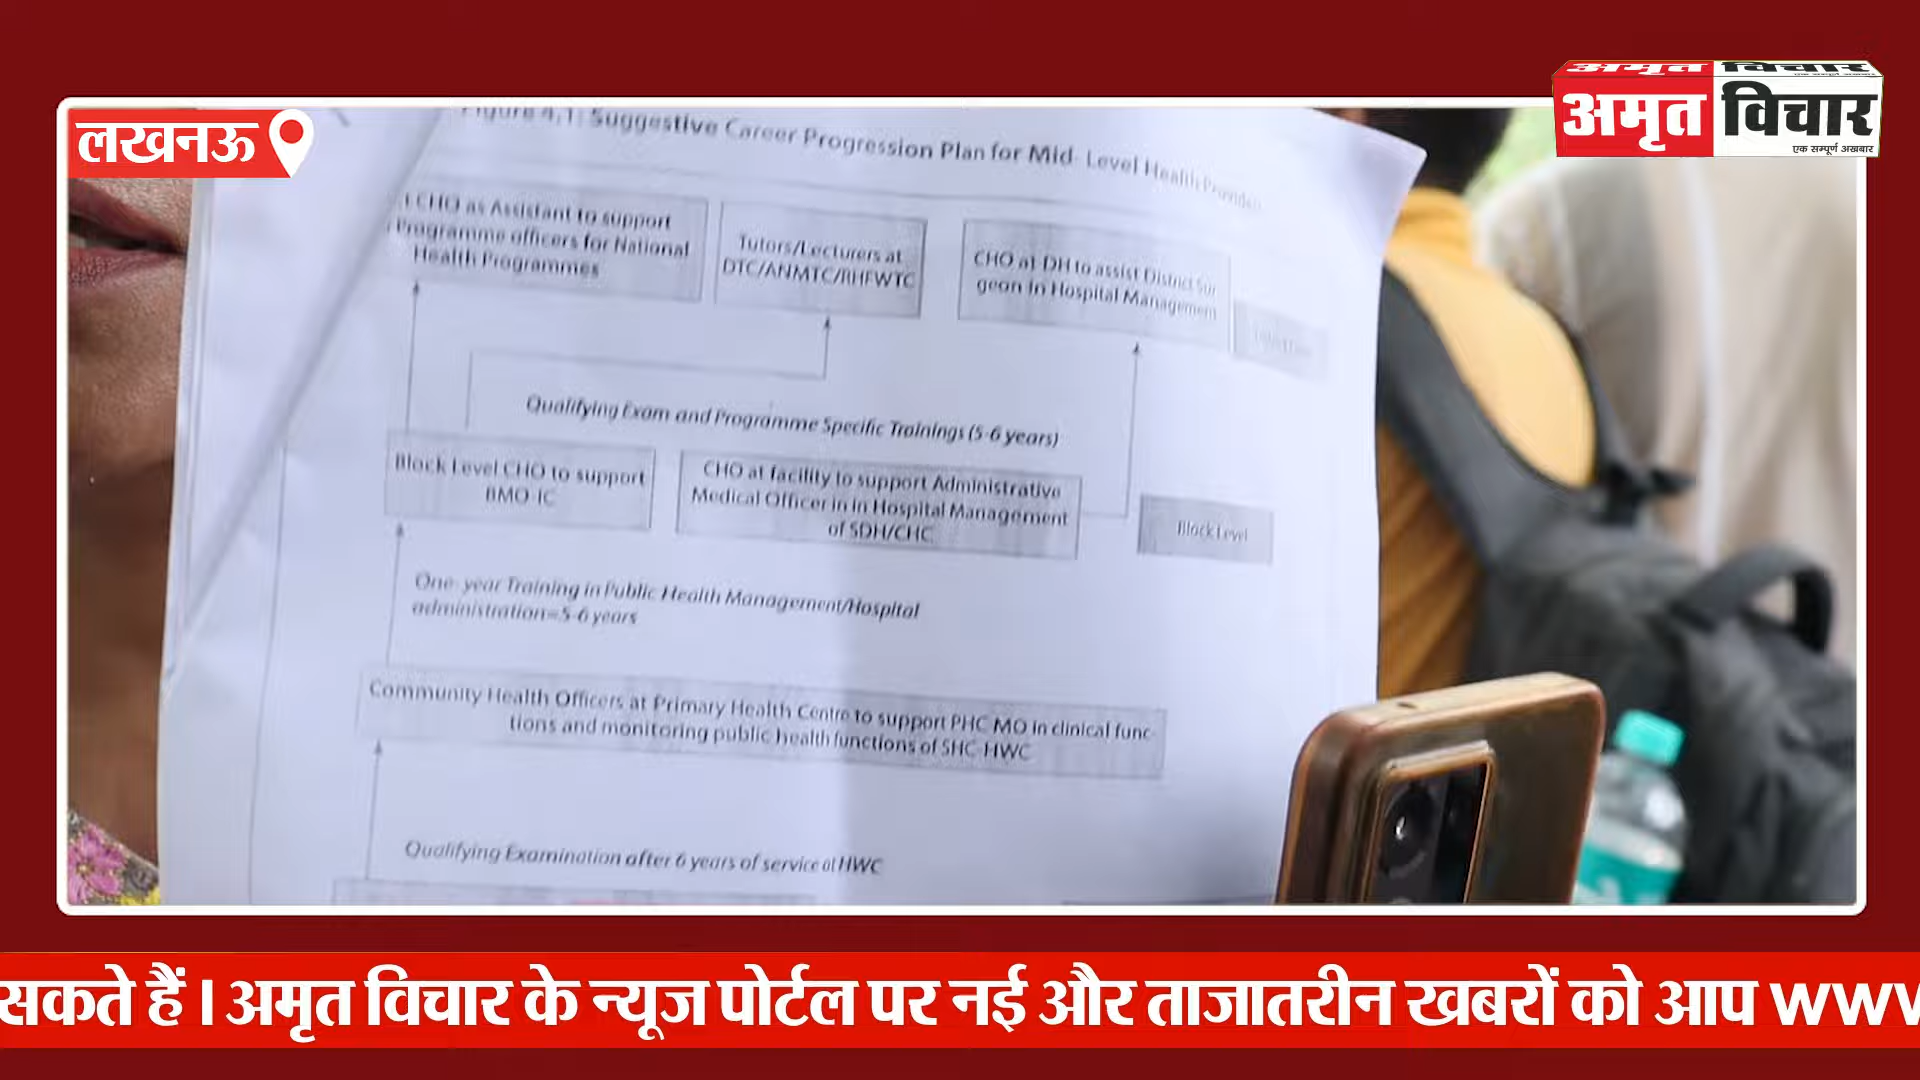 लखनऊ
अमृत विचार
अमृत विचार
एक सम्पूर्ण अखबार
Figure 4.1: Suggestive Career Progression Plan for Mid- Level Health Providers
CHO as Assistant to support
Programme officers for National
Health Programmes
Tutors/Lecturers at
DTC/ANMTC/RHFWTC
CHO at DH to assist District Sur
geon in Hospital Management
Qualifying Exam and Programme Specific Trainings (5-6 years)
Block Level CHO to support
BMO-IC
CHO at facility to support Administrative
Medical Officer in in Hospital Management
of SDH/CHC
Block Level
One- year Training in Public Health Management/Hospital
administration=5-6 years
Community Health Officers at Primary Health Centre to support PHC MO in clinical func-
tions and monitoring public health functions of SHC-HWC
Qualifying Examination after 6 years of service at HWC
सकते हैं। अमृत विचार के न्यूज पोर्टल पर नई और ताजातरीन खबरों को आप www